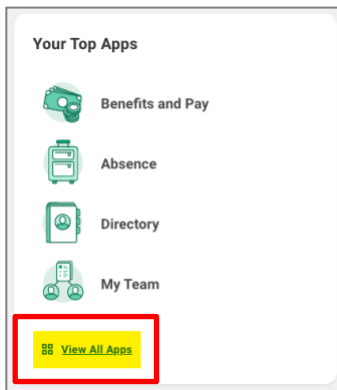 Your Top Apps
Benefits and Pay
Absence
Directory
My Team
View All Apps